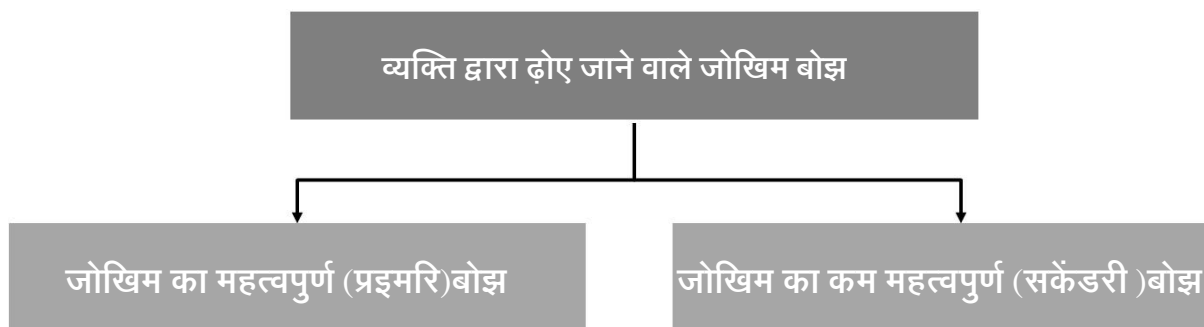 व्यक्ति द्वारा ढ़ोए जाने वाले जोखिम बोझ
जोखिम का महत्वपुर्ण (प्रइमरि)बोझ
जोखिम का कम महत्वपुर्ण (सकेंडरी )बोझ